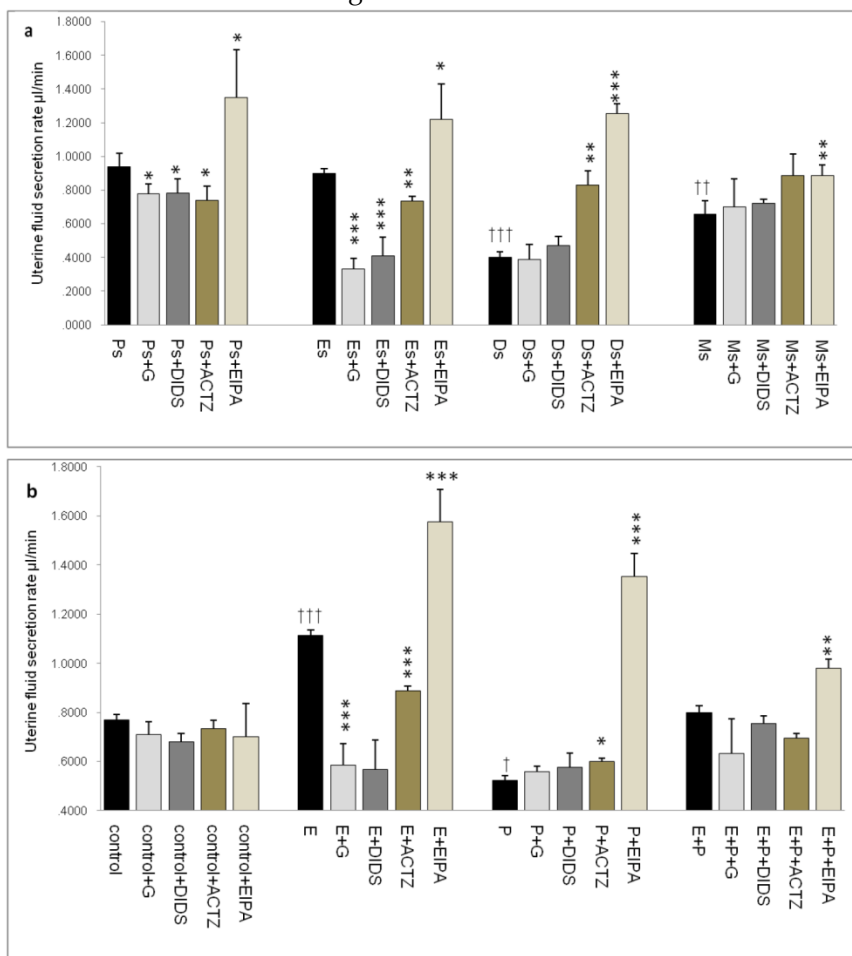 a
Uterine fluid secretion rate µl/min
1.8000
1.6000
1.4000
1.2000
1.0000
.8000
.6000
.4000
.2000
.0000
* * * * *
*** *** ** *
††† ** ***
†† **
Ps Ps+G Ps+DIDS Ps+ACTZ Ps+EIPA Es Es+G Es+DIDS Es+ACTZ Es+EIPA Ds Ds+G Ds+DIDS Ds+ACTZ Ds+EIPA Ms Ms+G Ms+DIDS Ms+ACTZ Ms+EIPA
b
Uterine fluid secretion rate µl/min
1.8000
1.6000
1.4000
1.2000
1.0000
.8000
.6000
.4000
††† *** *** ***
† * ***
**
control control+G control+DIDS control+ACTZ control+EIPA E E+G E+DIDS E+ACTZ E+EIPA P P+G P+DIDS P+ACTZ P+EIPA E+P E+P+G E+P+DIDS E+P+ACTZ E+P+EIPA